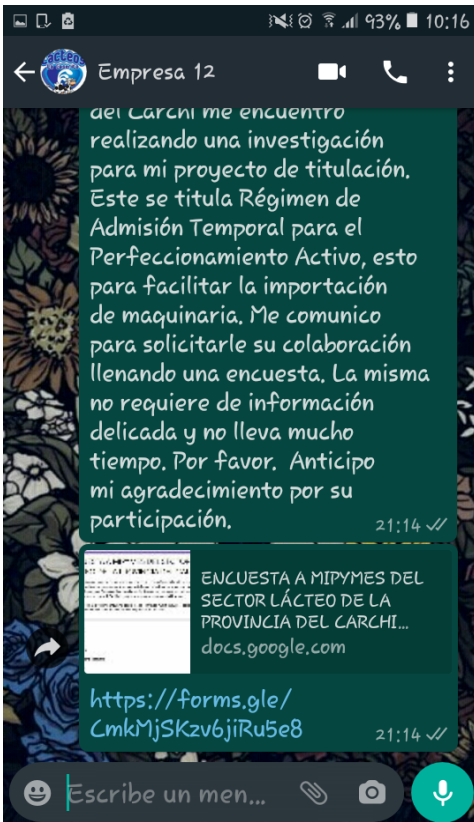 93% 10:16
Empresa 12
del Carchi me encuentro
realizando una investigación
para mi proyecto de titulación.
Este se titula Régimen de
Admisión Temporal para el
Perfeccionamiento Activo, esto
para facilitar la importación
de maquinaria. Me comunico
para solicitarle su colaboración
llenando una encuesta. La misma
no requiere de información
delicada y no lleva mucho
tiempo. Por favor. Anticipo
mi agradecimiento por su
participación.
21:14
ENCUESTA A MIPYMES DEL
SECTOR LÁCTEO DE LA
PROVINCIA DEL CARCHI...
docs.google.com
https://forms.gle/
CmkMjSKzv6jiRu5e8
21:14
Escribe un men...